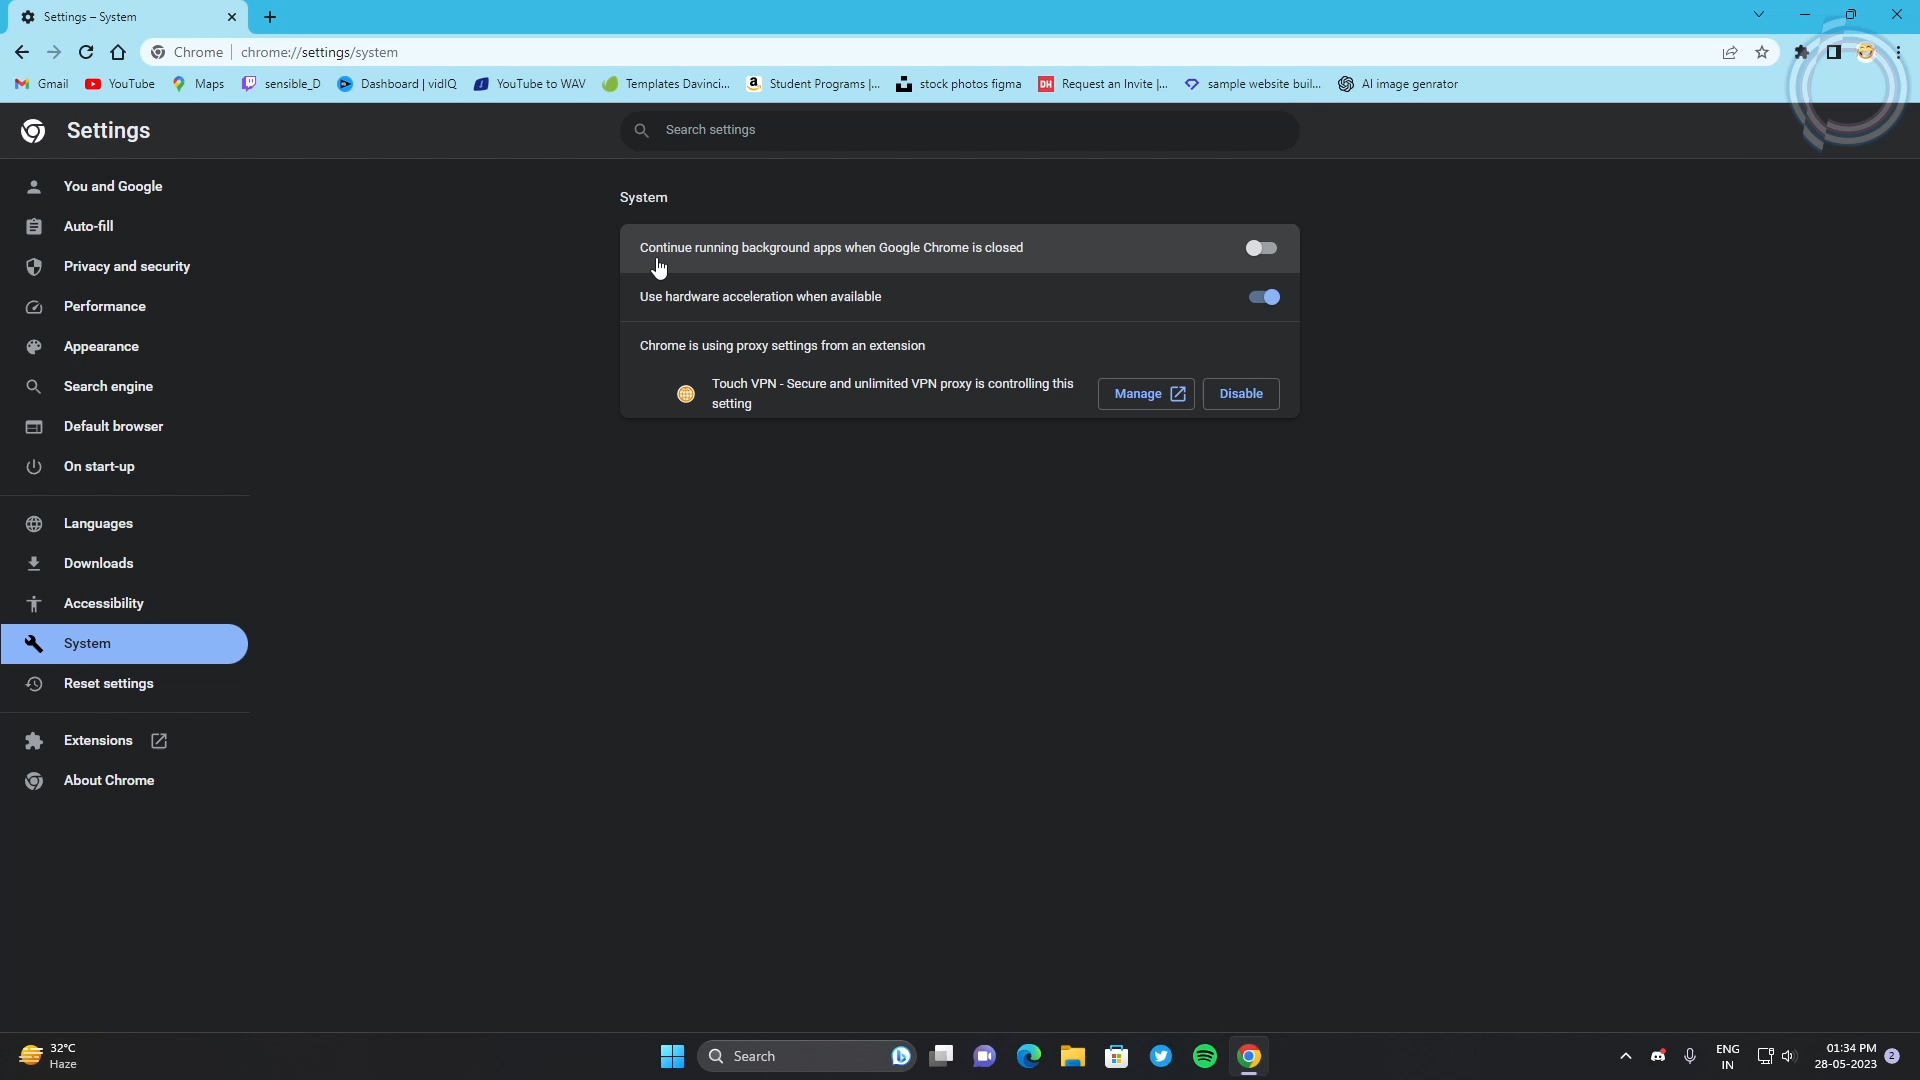 Settings – System
Chrome | chrome://settings/system
Gmail YouTube Maps sensible_D Dashboard | vidIQ YouTube to WAV Templates Davinci... Student Programs |... stock photos figma DH Request an Invite |... sample website buil... AI image genrator
Settings
Search settings
You and Google
Auto-fill
Privacy and security
Performance
Appearance
Search engine
Default browser
On start-up
Languages
Downloads
Accessibility
System
Reset settings
Extensions
About Chrome
System
Continue running background apps when Google Chrome is closed
Use hardware acceleration when available
Chrome is using proxy settings from an extension
Touch VPN - Secure and unlimited VPN proxy is controlling this
setting
Manage
Disable
32°C
Haze
Search
ENG
IN
01:34 PM
28-05-2023
2